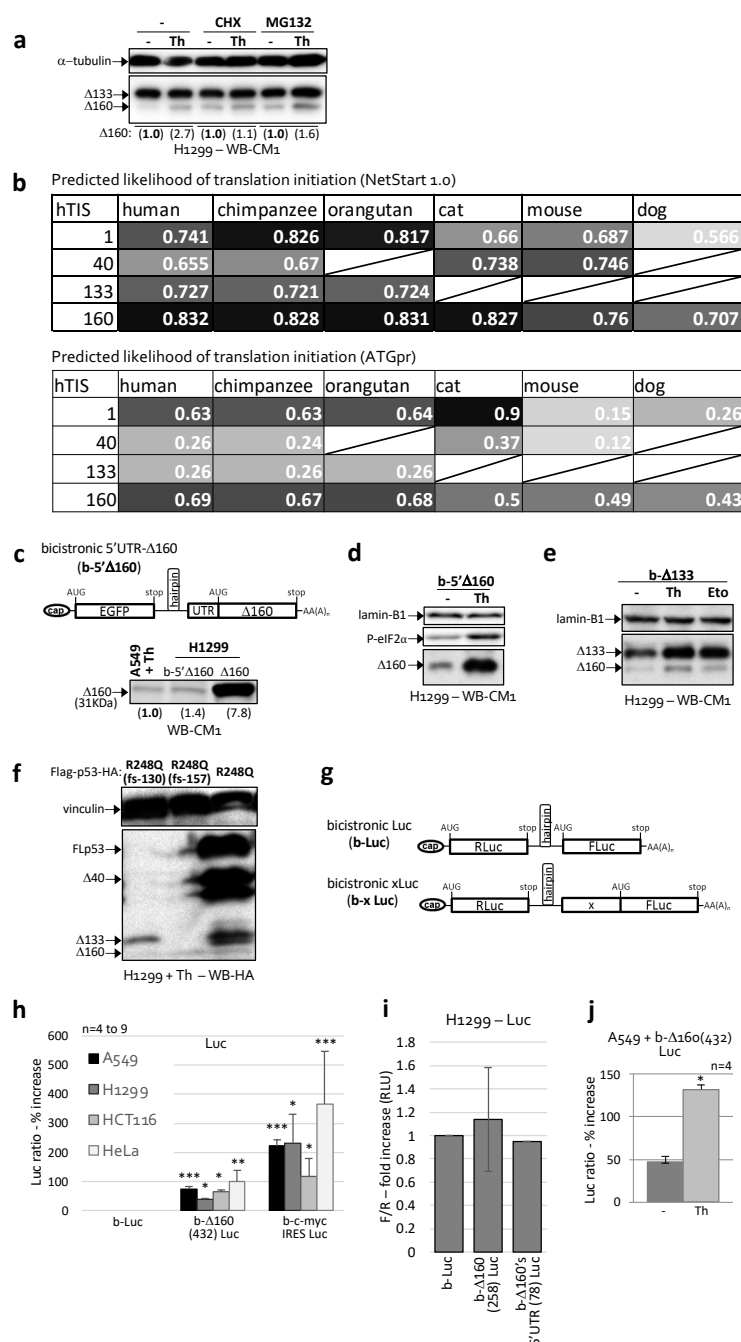 a
- CHX MG132
- Th - Th - Th
α-tubulin
Δ133
Δ160
Δ160: (1.0) (2.7) (1.0) (1.1) (1.0) (1.6)
H1299 – WB-CM1
b
Predicted likelihood of translation initiation (NetStart 1.0)
hTIS human chimpanzee orangutan cat mouse dog
1 0.741 0.826 0.817 0.66 0.687 0.566
40 0.655 0.67 0.738 0.746
133 0.727 0.721 0.724
160 0.832 0.828 0.831 0.827 0.76 0.707
Predicted likelihood of translation initiation (ATGpr)
hTIS human chimpanzee orangutan cat mouse dog
1 0.63 0.63 0.64 0.9 0.15 0.26
40 0.26 0.24 0.37 0.12
133 0.26 0.26 0.26
160 0.69 0.67 0.68 0.5 0.49 0.43
c
bicistronic 5'UTR-Δ160
(b-5'Δ160)
hairpin
AUG stop AUG stop
cap EGFP UTR Δ160 AA(A)n
A549 + Th
H1299
b-5'Δ160 Δ160
Δ160
(31KDa)
(1.0) (1.4) (7.8)
WB-CM1
d
b-5'Δ160
- Th
lamin-B1
P-eIF2α
Δ160
H1299 – WB-CM1
e
b-Δ133
- Th Eto
lamin-B1
Δ133
Δ160
H1299 – WB-CM1
f
Flag-p53-HA: R248Q (fs-130) R248Q (fs-157) R248Q
vinculin
FLp53
Δ40
Δ133
Δ160
H1299 + Th – WB-HA
g
bicistronic Luc
(b-Luc)
hairpin
AUG stop AUG stop
cap RLuc FLuc AA(A)n
bicistronic xLuc
(b-x Luc)
hairpin
AUG stop AUG stop
cap RLuc x FLuc AA(A)n
h
n=4 to 9
Luc
Luc ratio - % increase
600
500
400
300
200
100
0
A549
H1299
HCT116
HeLa
*** * * **
*** * * ***
b-Luc
b-Δ160 (432) Luc
b-c-myc IRES Luc
i
H1299 – Luc
F/R – fold increase (RLU)
1.8
1.6
1.4
1.2
1
0.8
0.6
0.4
0.2
0
b-Luc
b-Δ160 (258) Luc
b-Δ160's 5'UTR (78) Luc
j
A549 + b-Δ160(432)
Luc
n=4
*
Luc ratio - % increase
150
100
50
0
- Th